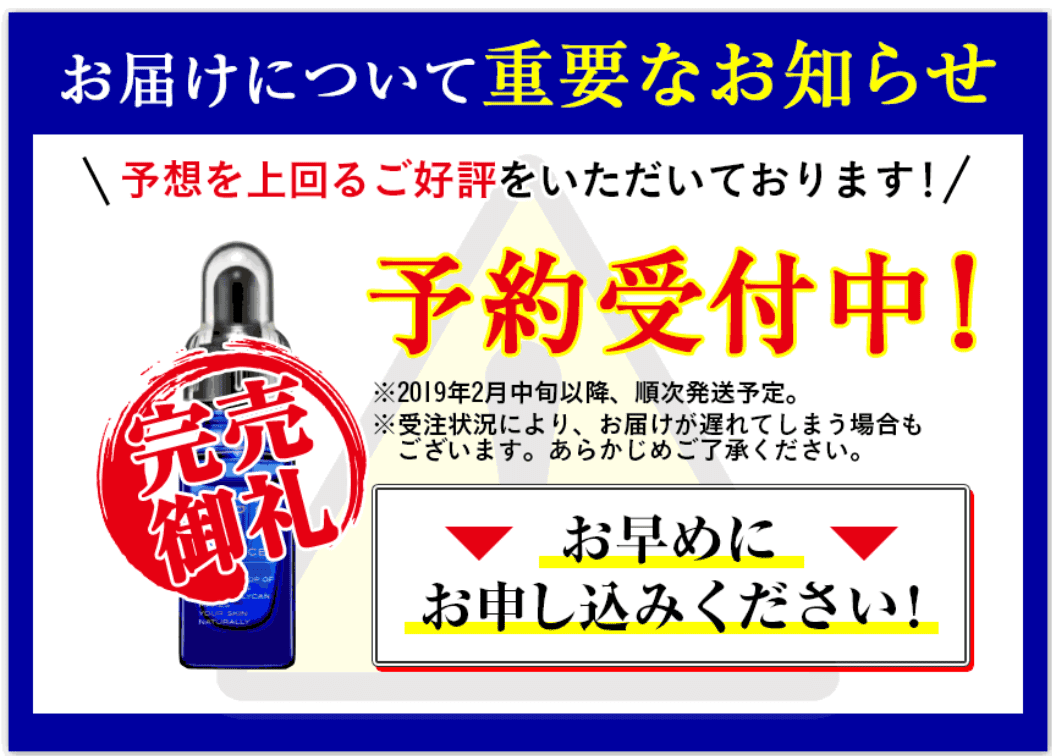 お届けについて重要なお知らせ
予想を上回るご好評をいただいております!
予約受付中!
※2019年2月中旬以降、順次発送予定。
※受注状況により、お届けが遅れてしまう場合も
ございます。あらかじめご了承ください。
完売
御礼
YOUR SKIN
NATURALLY
お早めに
お申し込みください!